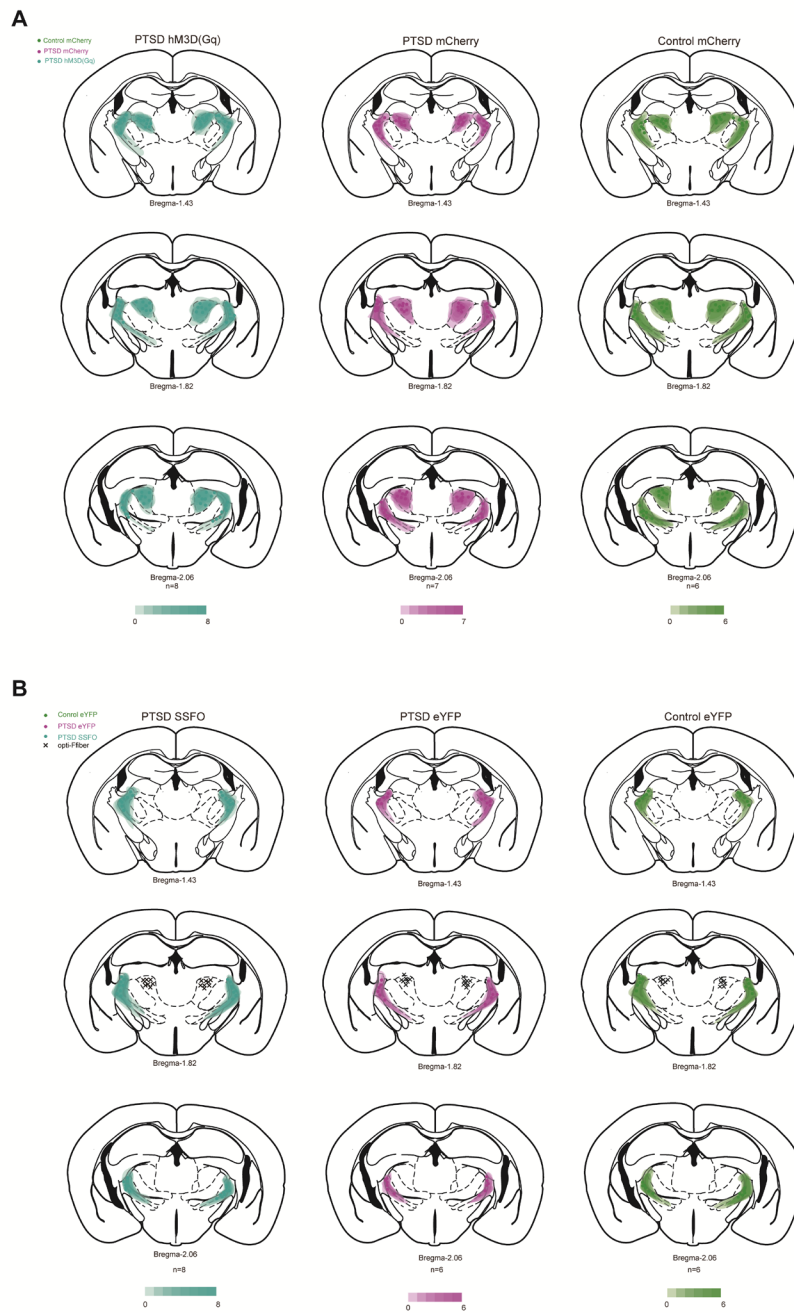 A
PTSD hM3D(Gq) PTSD mCherry Control mCherry
Control mCherry
PTSD mCherry
PTSD hM3D(Gq)
Bregma-1.43 Bregma-1.43 Bregma-1.43
Bregma-1.82 Bregma-1.82 Bregma-1.82
Bregma-2.06 Bregma-2.06 Bregma-2.06
n=8 n=7 n=6
0 8 0 7 0 6
B
PTSD SSFO PTSD eYFP Control eYFP
Conrol eYFP
PTSD eYFP
PTSD SSFO
opti-Ffiber
Bregma-1.43 Bregma-1.43 Bregma-1.43
Bregma-1.82 Bregma-1.82 Bregma-1.82
Bregma-2.06 Bregma-2.06 Bregma-2.06
n=8 n=6 n=6
0 8 0 6 0 6